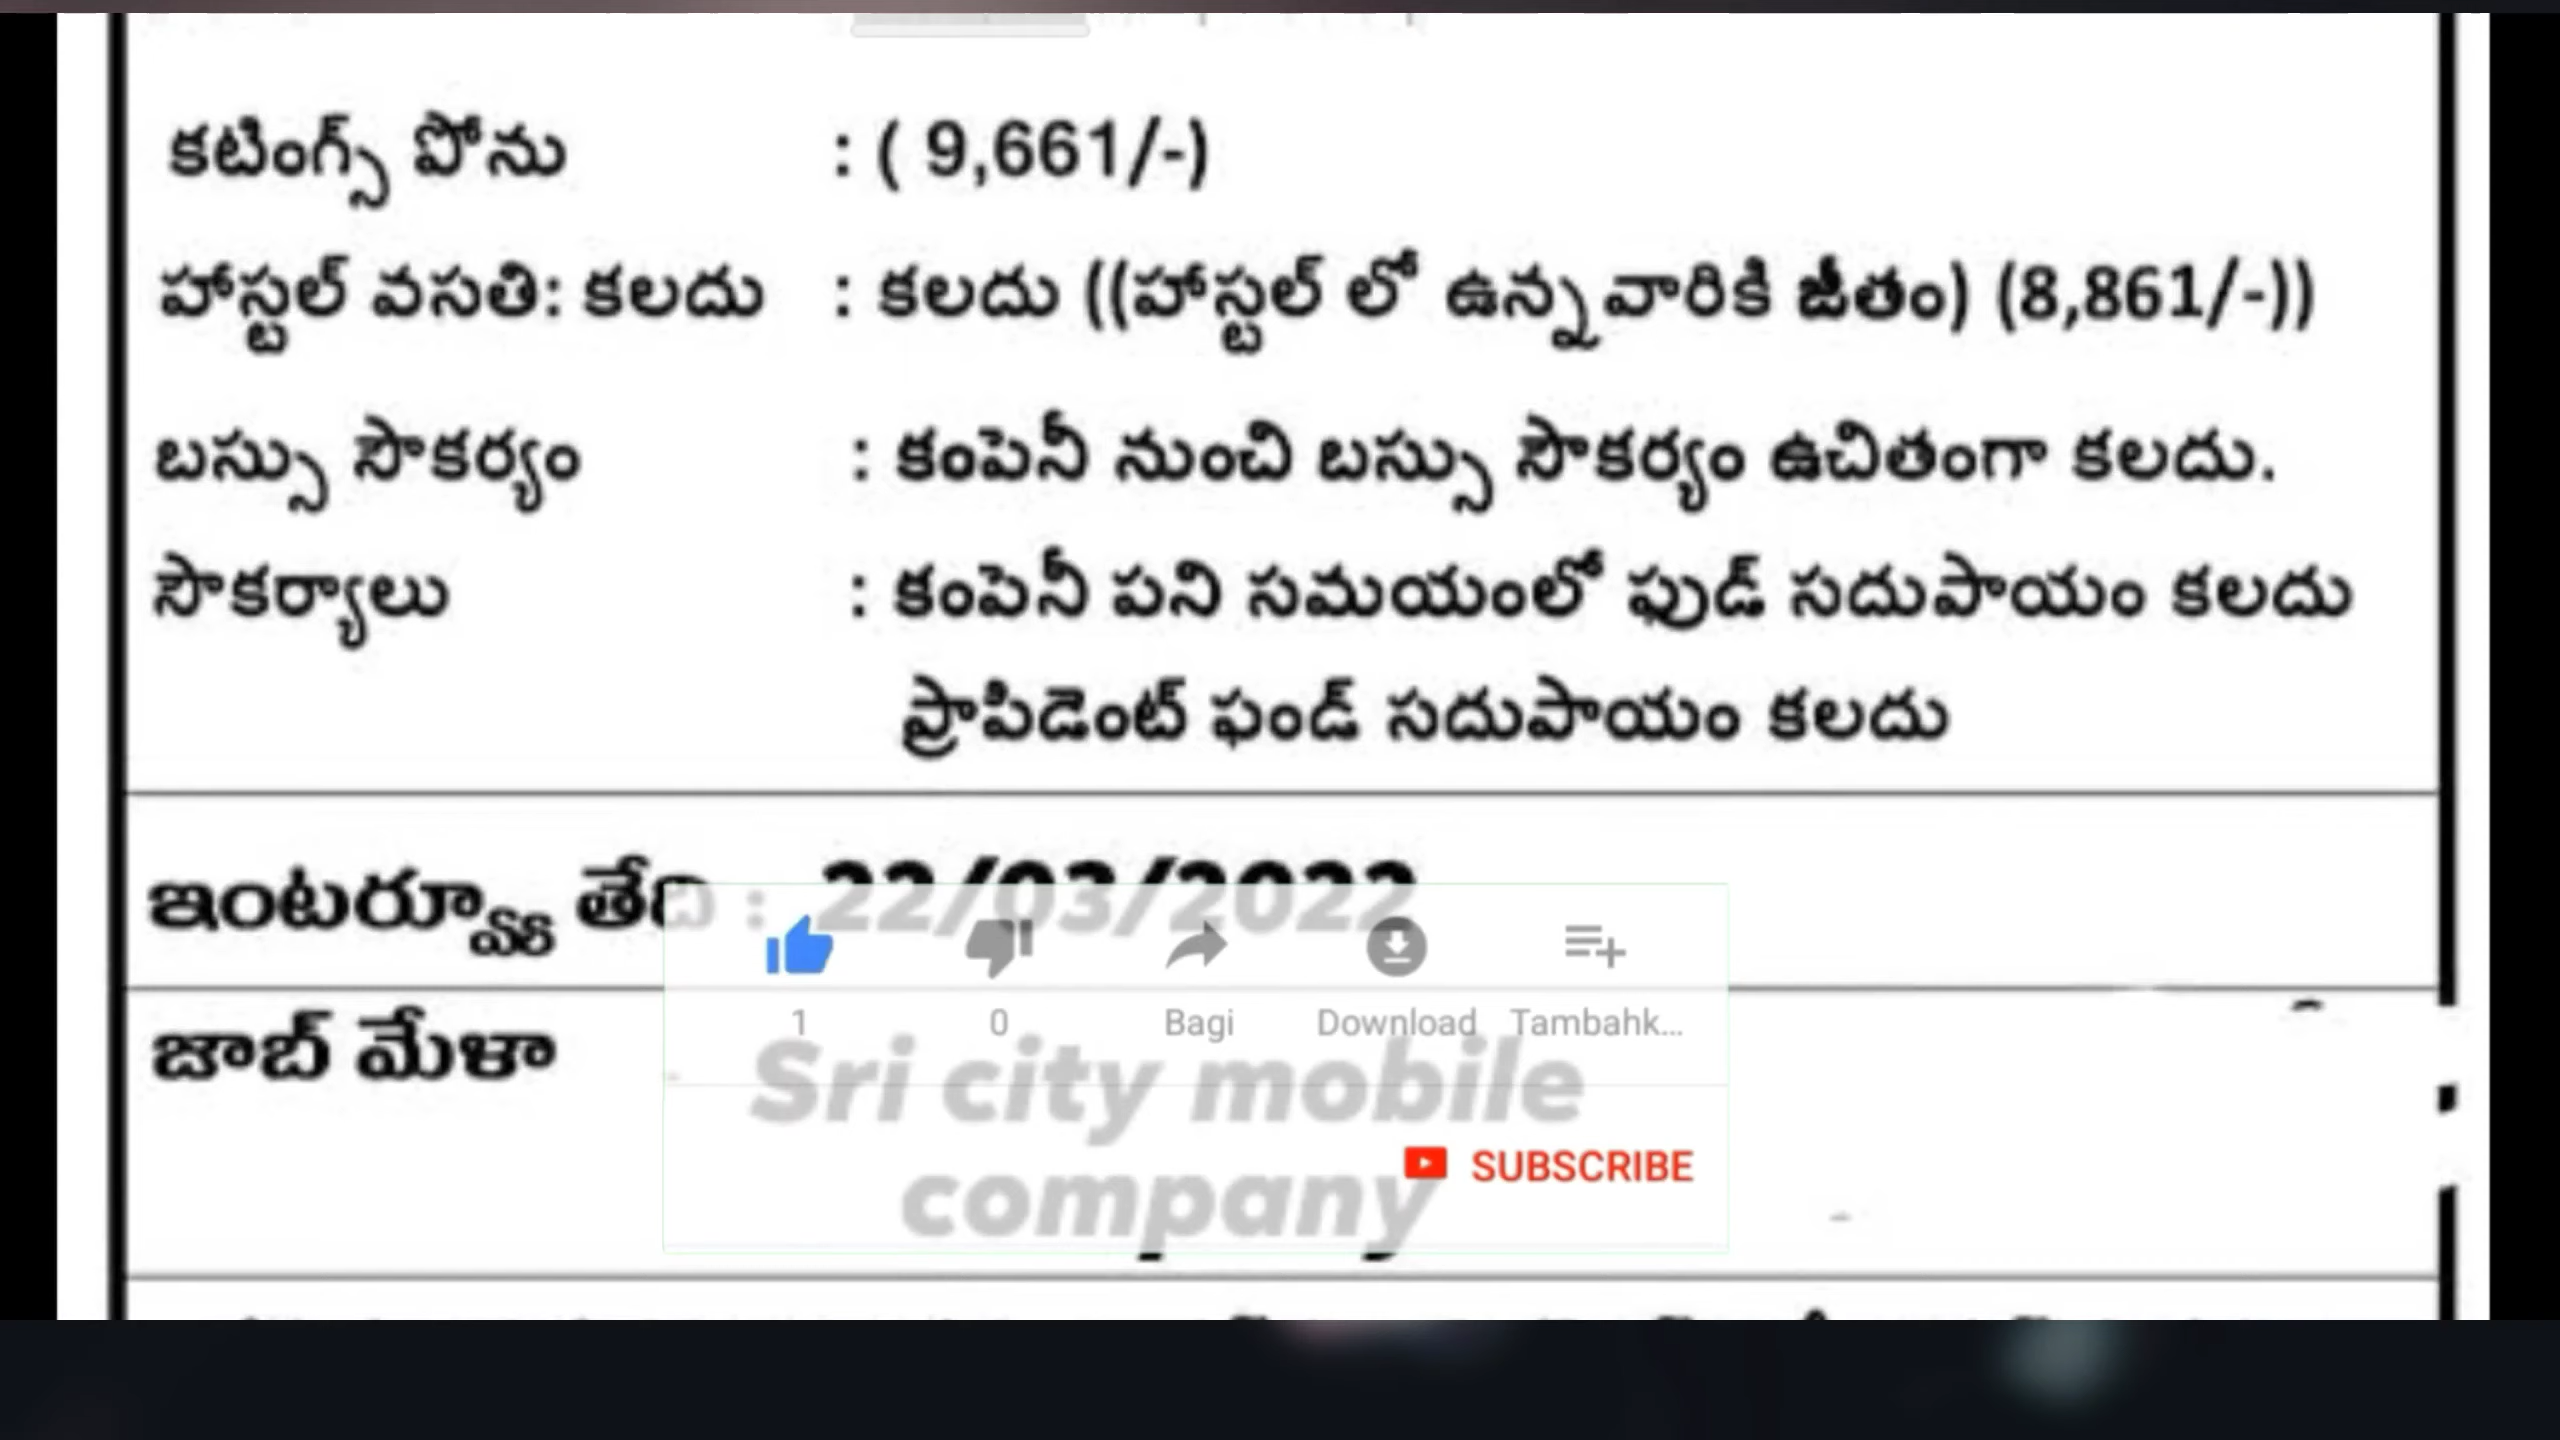 కటింగ్స్ పోను : ( 9,661/-)
హాస్టల్ వసతి: కలదు : కలదు ((హాస్టల్ లో ఉన్నవారికి జీతం) (8,861/-))
బస్సు సౌకర్యం : కంపెనీ నుంచి బస్సు సౌకర్యం ఉచితంగా కలదు.
సౌకర్యాలు : కంపెనీ పని సమయంలో ఫుడ్ సదుపాయం కలదు
ప్రాపిడెంట్ ఫండ్ సదుపాయం కలదు
ఇంటర్వ్యూ తేది : 22/03/2022
1 0 Bagi Download Tambahk...
జాబ్ మేళా
Sri city mobile
SUBSCRIBE
company